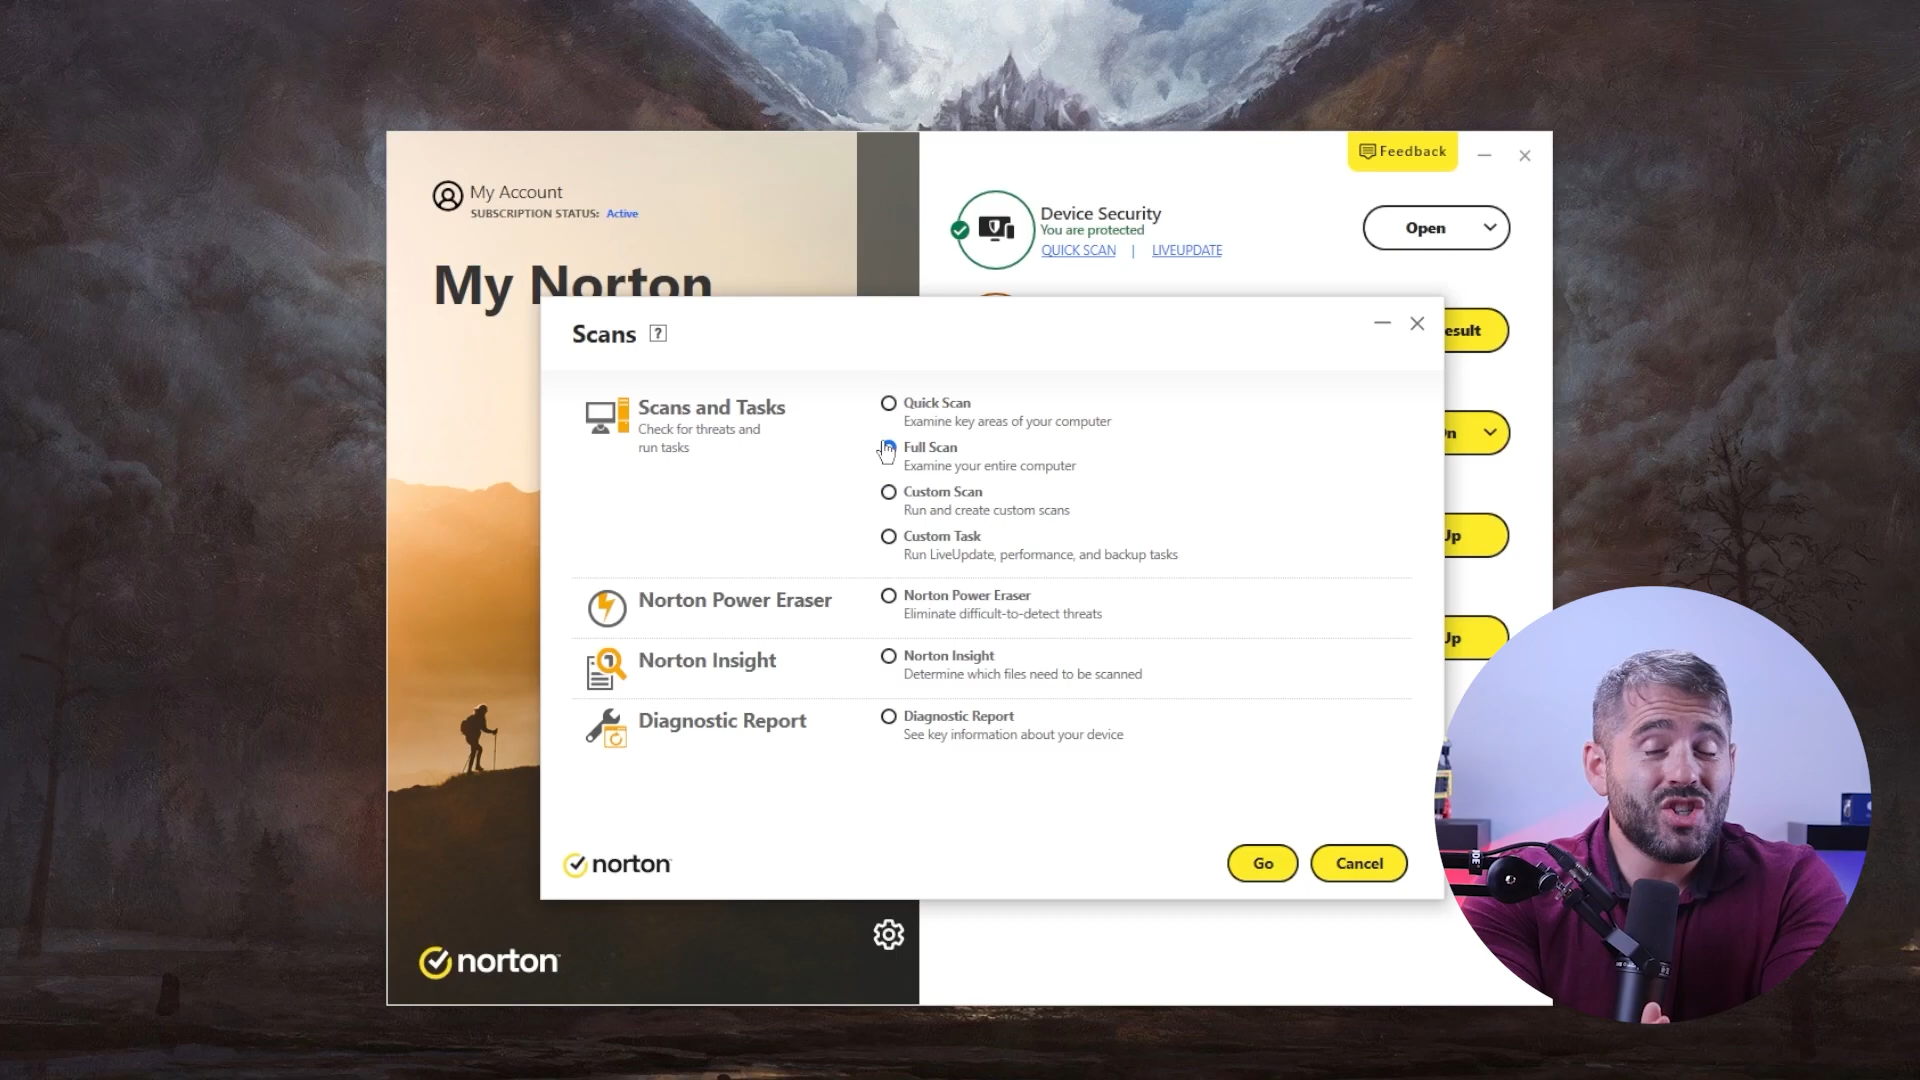 Feedback
My Account
SUBSCRIPTION STATUS: Active
My Norton
Device Security
You are protected
QUICK SCAN | LIVEUPDATE
Open
Scans ?
Scans and Tasks
Check for threats and
run tasks
Quick Scan
Examine key areas of your computer
Full Scan
Examine your entire computer
Custom Scan
Run and create custom scans
Custom Task
Run LiveUpdate, performance, and backup tasks
Norton Power Eraser
Norton Power Eraser
Eliminate difficult-to-detect threats
Norton Insight
Norton Insight
Determine which files need to be scanned
Diagnostic Report
Diagnostic Report
See key information about your device
norton
Go
Cancel
norton